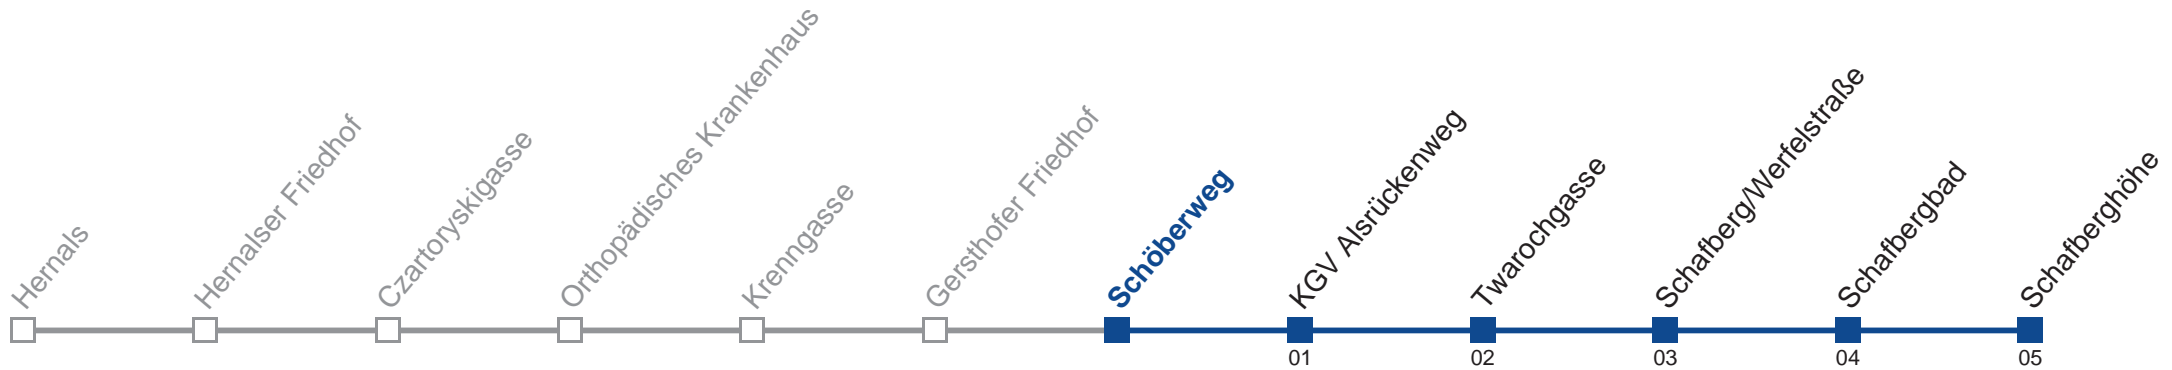 Hernals
Hernalser Friedhof
Czartoryskigasse
Orthopädisches Krankenhaus
Krenngasse
Gersthofer Friedhof
Schöberweg
KGV Alsrückenweg
Twarochgasse
Schafberg/Werfelstraße
Schafbergbad
Schafberghöhe
01
02
03
04
05